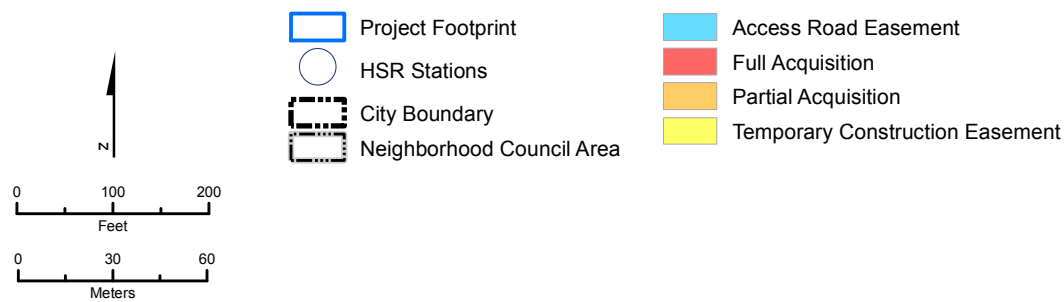 N
0 100 200
Feet
0 30 60
Meters
Project Footprint
HSR Stations
City Boundary
Neighborhood Council Area
Access Road Easement
Full Acquisition
Partial Acquisition
Temporary Construction Easement